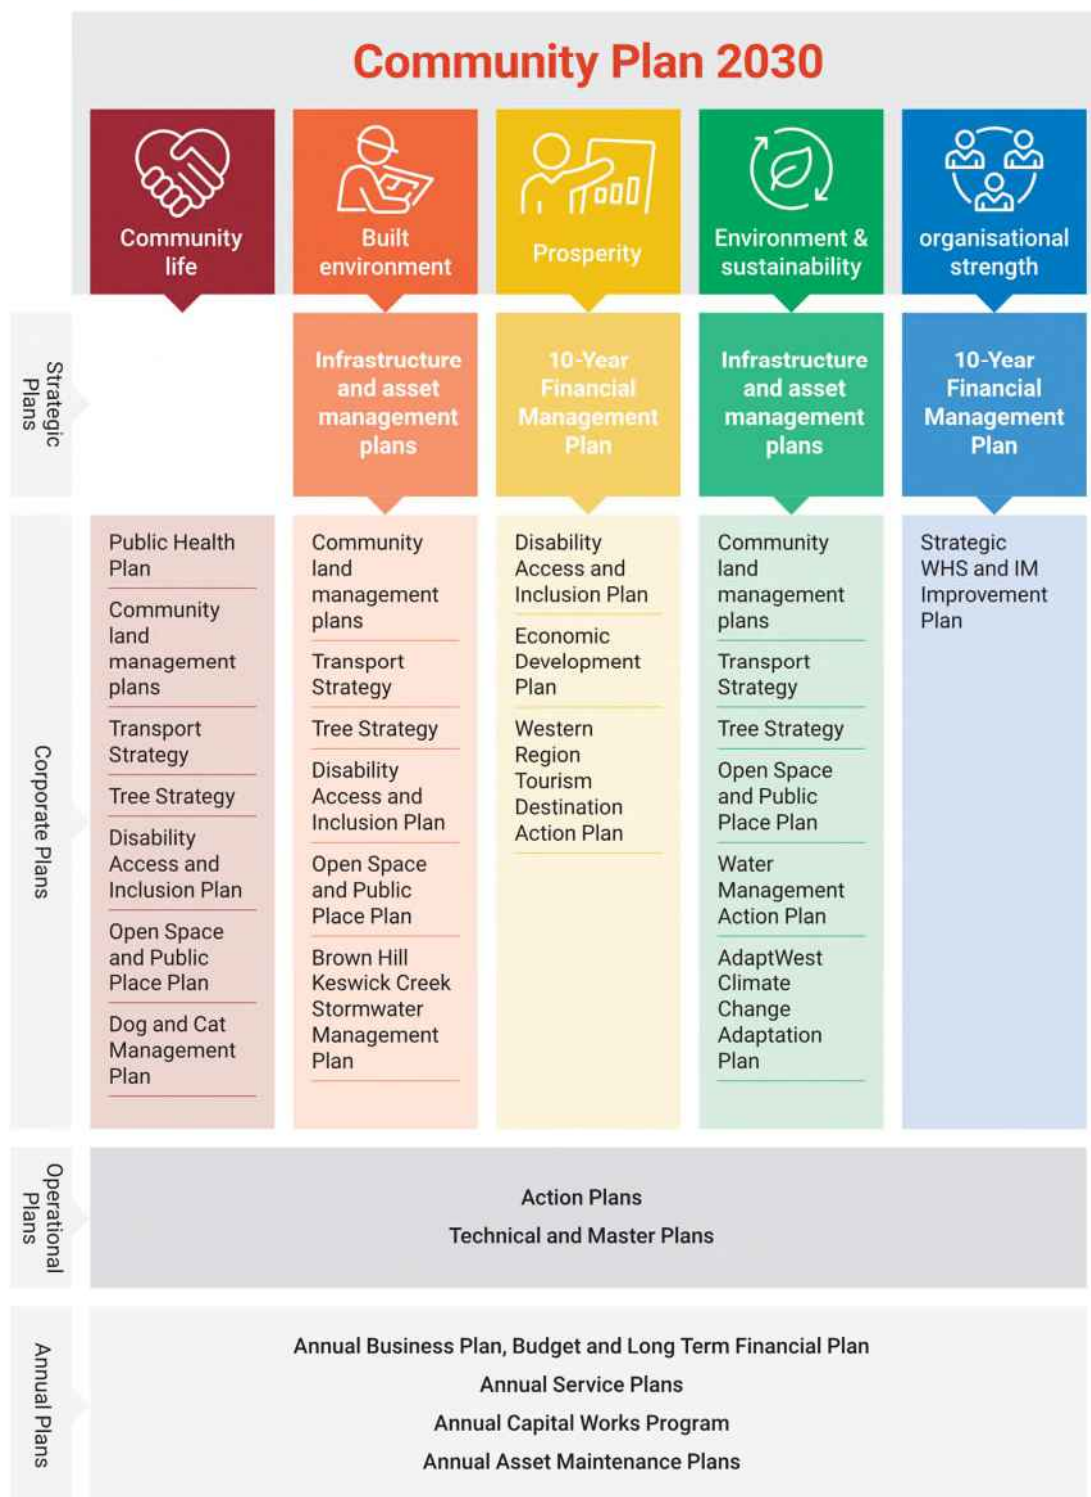 Community Plan 2030
Community
life
Built
environment
Prosperity
Environment &
sustainability
organisational
strength
Strategic
Plans
Infrastructure
and asset
management
plans
10-Year
Financial
Management
Plan
Infrastructure
and asset
management
plans
10-Year
Financial
Management
Plan
Corporate Plans
Public Health
Plan
Community
land
management
plans
Transport
Strategy
Tree Strategy
Disability
Access and
Inclusion Plan
Open Space
and Public
Place Plan
Dog and Cat
Management
Plan
Community
land
management
plans
Transport
Strategy
Tree Strategy
Disability
Access and
Inclusion Plan
Open Space
and Public
Place Plan
Brown Hill
Keswick Creek
Stormwater
Management
Plan
Disability
Access and
Inclusion Plan
Economic
Development
Plan
Western
Region
Tourism
Destination
Action Plan
Community
land
management
plans
Transport
Strategy
Tree Strategy
Open Space
and Public
Place Plan
Water
Management
Action Plan
AdaptWest
Climate
Change
Adaptation
Plan
Strategic
WHS and IM
Improvement
Plan
Operational
Plans
Action Plans
Technical and Master Plans
Annual Plans
Annual Business Plan, Budget and Long Term Financial Plan
Annual Service Plans
Annual Capital Works Program
Annual Asset Maintenance Plans